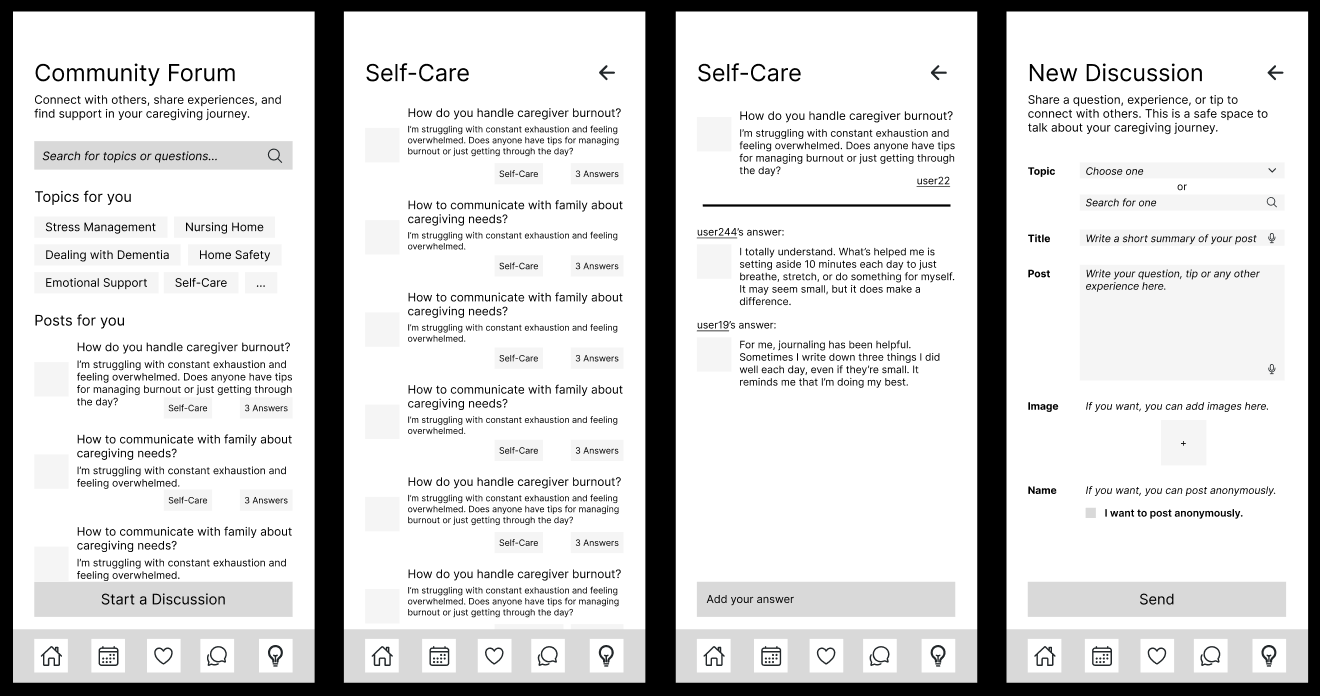 Community Forum
Connect with others, share experiences, and
find support in your caregiving journey.
Search for topics or questions...
Topics for you
Stress Management
Nursing Home
Dealing with Dementia
Home Safety
Emotional Support
Self-Care
...
Posts for you
How do you handle caregiver burnout?
I'm struggling with constant exhaustion and
feeling overwhelmed. Does anyone have tips
for managing burnout or just getting through
the day?
Self-Care
3 Answers
How to communicate with family about
caregiving needs?
I'm struggling with constant exhaustion and
feeling overwhelmed.
Self-Care
3 Answers
How to communicate with family about
caregiving needs?
I'm struggling with constant exhaustion and
feeling overwhelmed.
Start a Discussion
Self-Care
How do you handle caregiver burnout?
I'm struggling with constant exhaustion and feeling
overwhelmed. Does anyone have tips for managing
burnout or just getting through the day?
Self-Care
3 Answers
How to communicate with family about
caregiving needs?
I'm struggling with constant exhaustion and feeling
overwhelmed.
Self-Care
3 Answers
How to communicate with family about
caregiving needs?
I'm struggling with constant exhaustion and feeling
overwhelmed.
Self-Care
3 Answers
How to communicate with family about
caregiving needs?
I'm struggling with constant exhaustion and feeling
overwhelmed.
Self-Care
3 Answers
How do you handle caregiver burnout?
I'm struggling with constant exhaustion and feeling
overwhelmed. Does anyone have tips for managing
burnout or just getting through the day?
Self-Care
3 Answers
How do you handle caregiver burnout?
I'm struggling with constant exhaustion and feeling
overwhelmed. Does anyone have tips for managing
burnout or just getting through the day?
Self-Care
How do you handle caregiver burnout?
I'm struggling with constant exhaustion and
feeling overwhelmed. Does anyone have tips
for managing burnout or just getting through
the day?
user22
user244's answer:
I totally understand. What's helped me is
setting aside 10 minutes each day to just
breathe, stretch, or do something for myself.
It may seem small, but it does make a
difference.
user19's answer:
For me, journaling has been helpful.
Sometimes I write down three things I did
well each day, even if they're small. It
reminds me that I'm doing my best.
Add your answer
New Discussion
Share a question, experience, or tip to
connect with others. This is a safe space to
talk about your caregiving journey.
Topic
Choose one
or
Search for one
Title
Write a short summary of your post
Post
Write your question, tip or any other
experience here.
Image
If you want, you can add images here.
+
Name
If you want, you can post anonymously.
I want to post anonymously.
Send